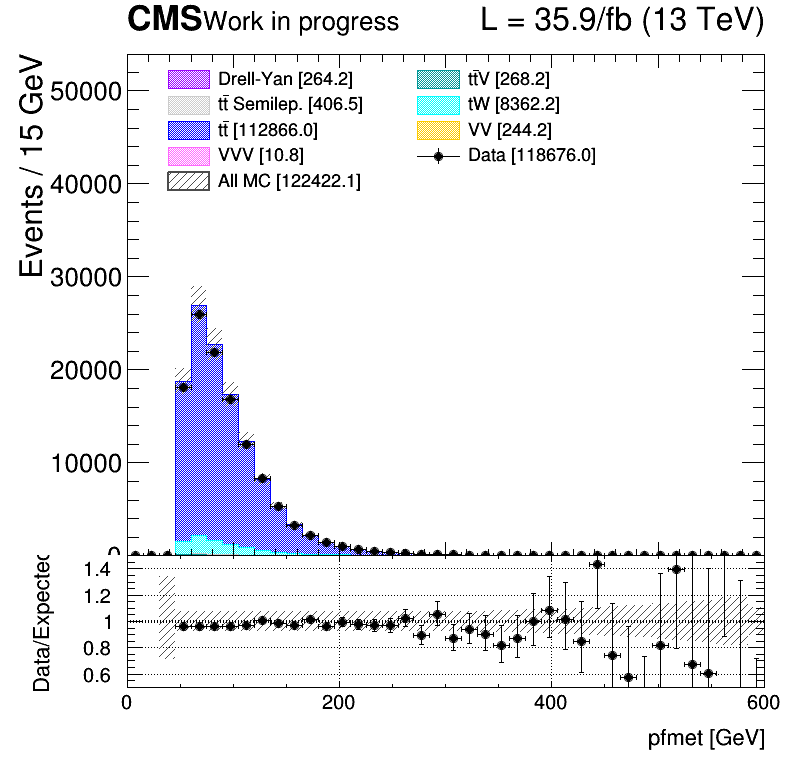 CMS Work in progress L = 35.9/fb (13 TeV)
Events / 15 GeV
50000
40000
30000
20000
10000
0
Drell-Yan [264.2]
tt̄ Semilep. [406.5]
tt̄ [112866.0]
VVV [10.8]
All MC [122422.1]
tt̄V [268.2]
tW [8362.2]
VV [244.2]
Data [118676.0]
Data/Expected
1.4
1.2
1
0.8
0.6
0 200 400 600
pfmet [GeV]